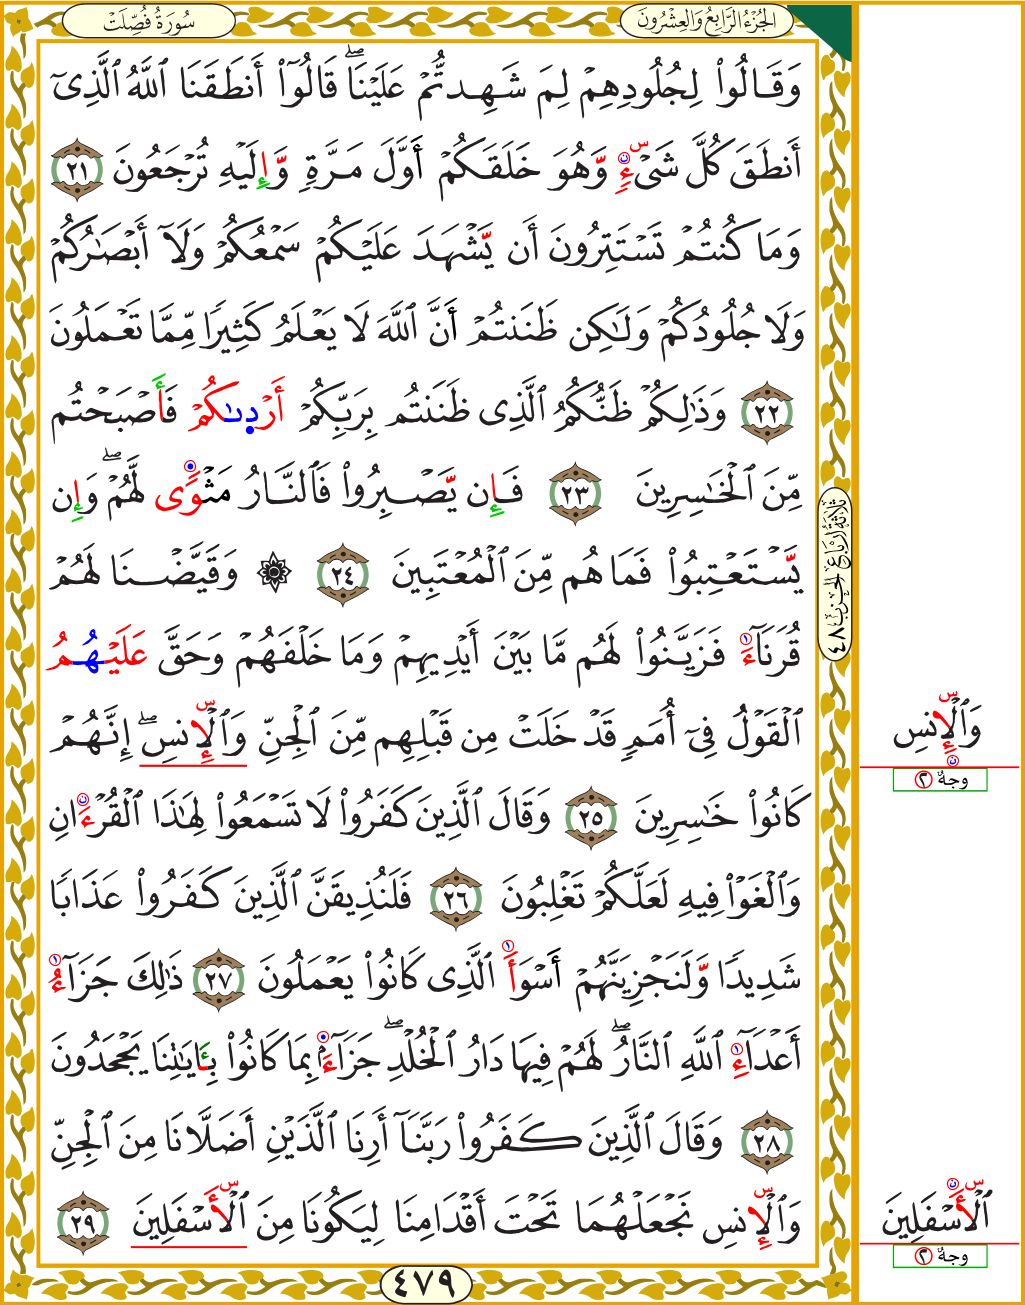 سُورَةُ فُصِّلَتْ
الجُزْءُ الرَّابِعُ وَالعِشْرُونَ
وَقَالُوا۟ لِجُلُودِهِمْ لِمَ شَهِدتُّمْ عَلَيْنَاۖ قَالُوٓا۟ أَنطَقَنَا ٱللَّهُ ٱلَّذِىٓ
أَنطَقَ كُلَّ شَىْءٍۢ وَّهُوَ خَلَقَكُمْ أَوَّلَ مَرَّةٍ وَّإِلَيْهِ تُرْجَعُونَ ٢١
وَمَا كُنتُمْ تَسْتَتِرُونَ أَن يَّشْهَدَ عَلَيْكُمْ سَمْعُكُمْ وَلَآ أَبْصَٰرُكُمْ
وَلَا جُلُودُكُمْ وَلَٰكِن ظَنَنتُمْ أَنَّ ٱللَّهَ لَا يَعْلَمُ كَثِيرًا مِّمَّا تَعْمَلُونَ
٢٢ وَذَٰلِكُمْ ظَنُّكُمُ ٱلَّذِى ظَنَنتُم بِرَبِّكُمْ أَرْدِىٰكُمْ فَأَصْبَحْتُم
مِّنَ ٱلْخَٰسِرِينَ ٢٣ فَإِن يَّصْبِرُوا۟ فَٱلنَّارُ مَثْوًى لَّهُمْۖ وَإِن
يَّسْتَعْتِبُوا۟ فَمَا هُم مِّنَ ٱلْمُعْتَبِينَ ٢٤ ۞ وَقَيَّضْنَا لَهُمْ
قُرَنَآءَ فَزَيَّنُوا۟ لَهُم مَّا بَيْنَ أَيْدِيهِمْ وَمَا خَلْفَهُمْ وَحَقَّ عَلَيْهُمُ
ٱلْقَوْلُ فِىٓ أُمَمٍ قَدْ خَلَتْ مِن قَبْلِهِم مِّنَ ٱلْجِنِّ وَٱلْإِنسِۖ إِنَّهُمْ
كَانُوا۟ خَٰسِرِينَ ٢٥ وَقَالَ ٱلَّذِينَ كَفَرُوا۟ لَا تَسْمَعُوا۟ لِهَٰذَا ٱلْقُرْءَانِ
وَٱلْغَوْا۟ فِيهِ لَعَلَّكُمْ تَغْلِبُونَ ٢٦ فَلَنُذِيقَنَّ ٱلَّذِينَ كَفَرُوا۟ عَذَابًا
شَدِيدًا وَّلَنَجْزِيَنَّهُمْ أَسْوَأَ ٱلَّذِى كَانُوا۟ يَعْمَلُونَ ٢٧ ذَٰلِكَ جَزَآءُ
أَعْدَآءِ ٱللَّهِ ٱلنَّارُۖ لَهُمْ فِيهَا دَارُ ٱلْخُلْدِۖ جَزَآءًۢ بِمَا كَانُوا۟ بِـَٔايَٰتِنَا يَجْحَدُونَ
٢٨ وَقَالَ ٱلَّذِينَ كَفَرُوا۟ رَبَّنَآ أَرِنَا ٱلَّذَيْنِ أَضَلَّانَا مِنَ ٱلْجِنِّ
وَٱلْإِنسِ نَجْعَلْهُمَا تَحْتَ أَقْدَامِنَا لِيَكُونَا مِنَ ٱلْأَسْفَلِينَ ٢٩
ثَلَاثَةُ أَرْبَاعِ الحِزْب ٤٨
وَٱلْإِنسِ
وجهٌ ٢
ٱلْأَسْفَلِينَ
وجهٌ ٢
٤٧٩